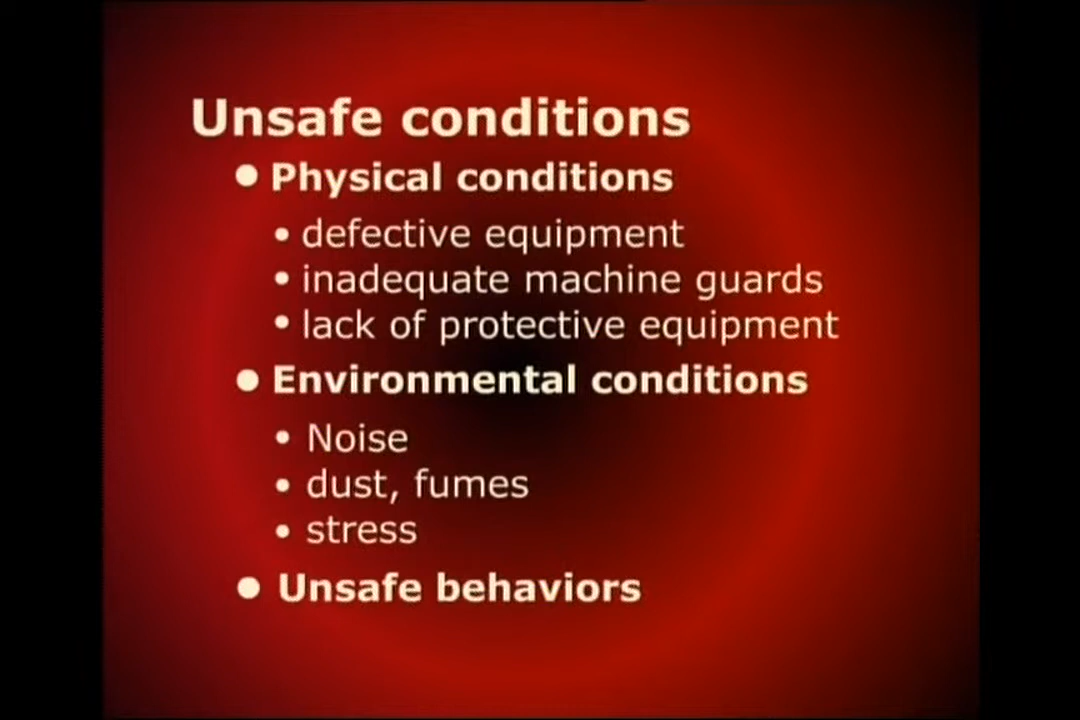 Unsafe conditions
● Physical conditions
• defective equipment
• inadequate machine guards
• lack of protective equipment
● Environmental conditions
• Noise
• dust, fumes
• stress
● Unsafe behaviors